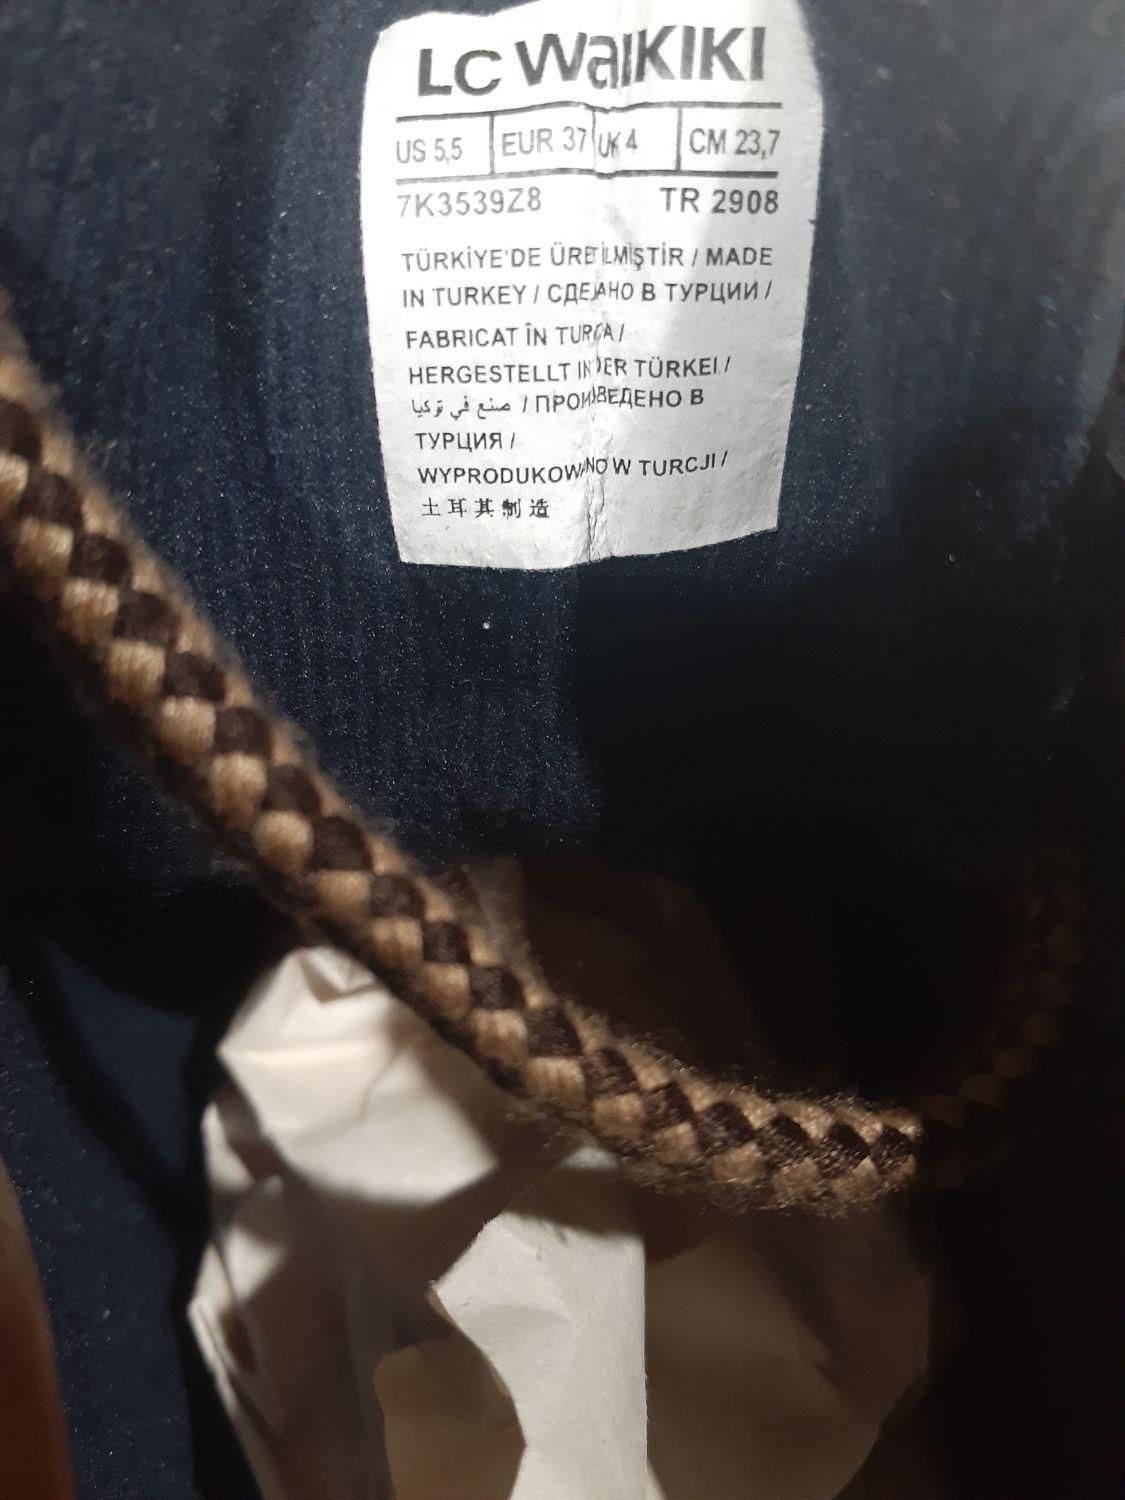 LC WaIKIKI
US 5,5 EUR 37 UK 4 CM 23,7
7K3539Z8 TR 2908
TÜRKİYE'DE ÜRETİLMİŞTİR / MADE
IN TURKEY / СДЕЛАНО В ТУРЦИИ /
FABRICAT ÎN TURCA /
HERGESTELLT IN DER TÜRKEI /
صنع في تركيا / ПРОИЗВЕДЕНО В
ТУРЦИЯ /
WYPRODUKOWANO W TURCJI /
土耳其制造